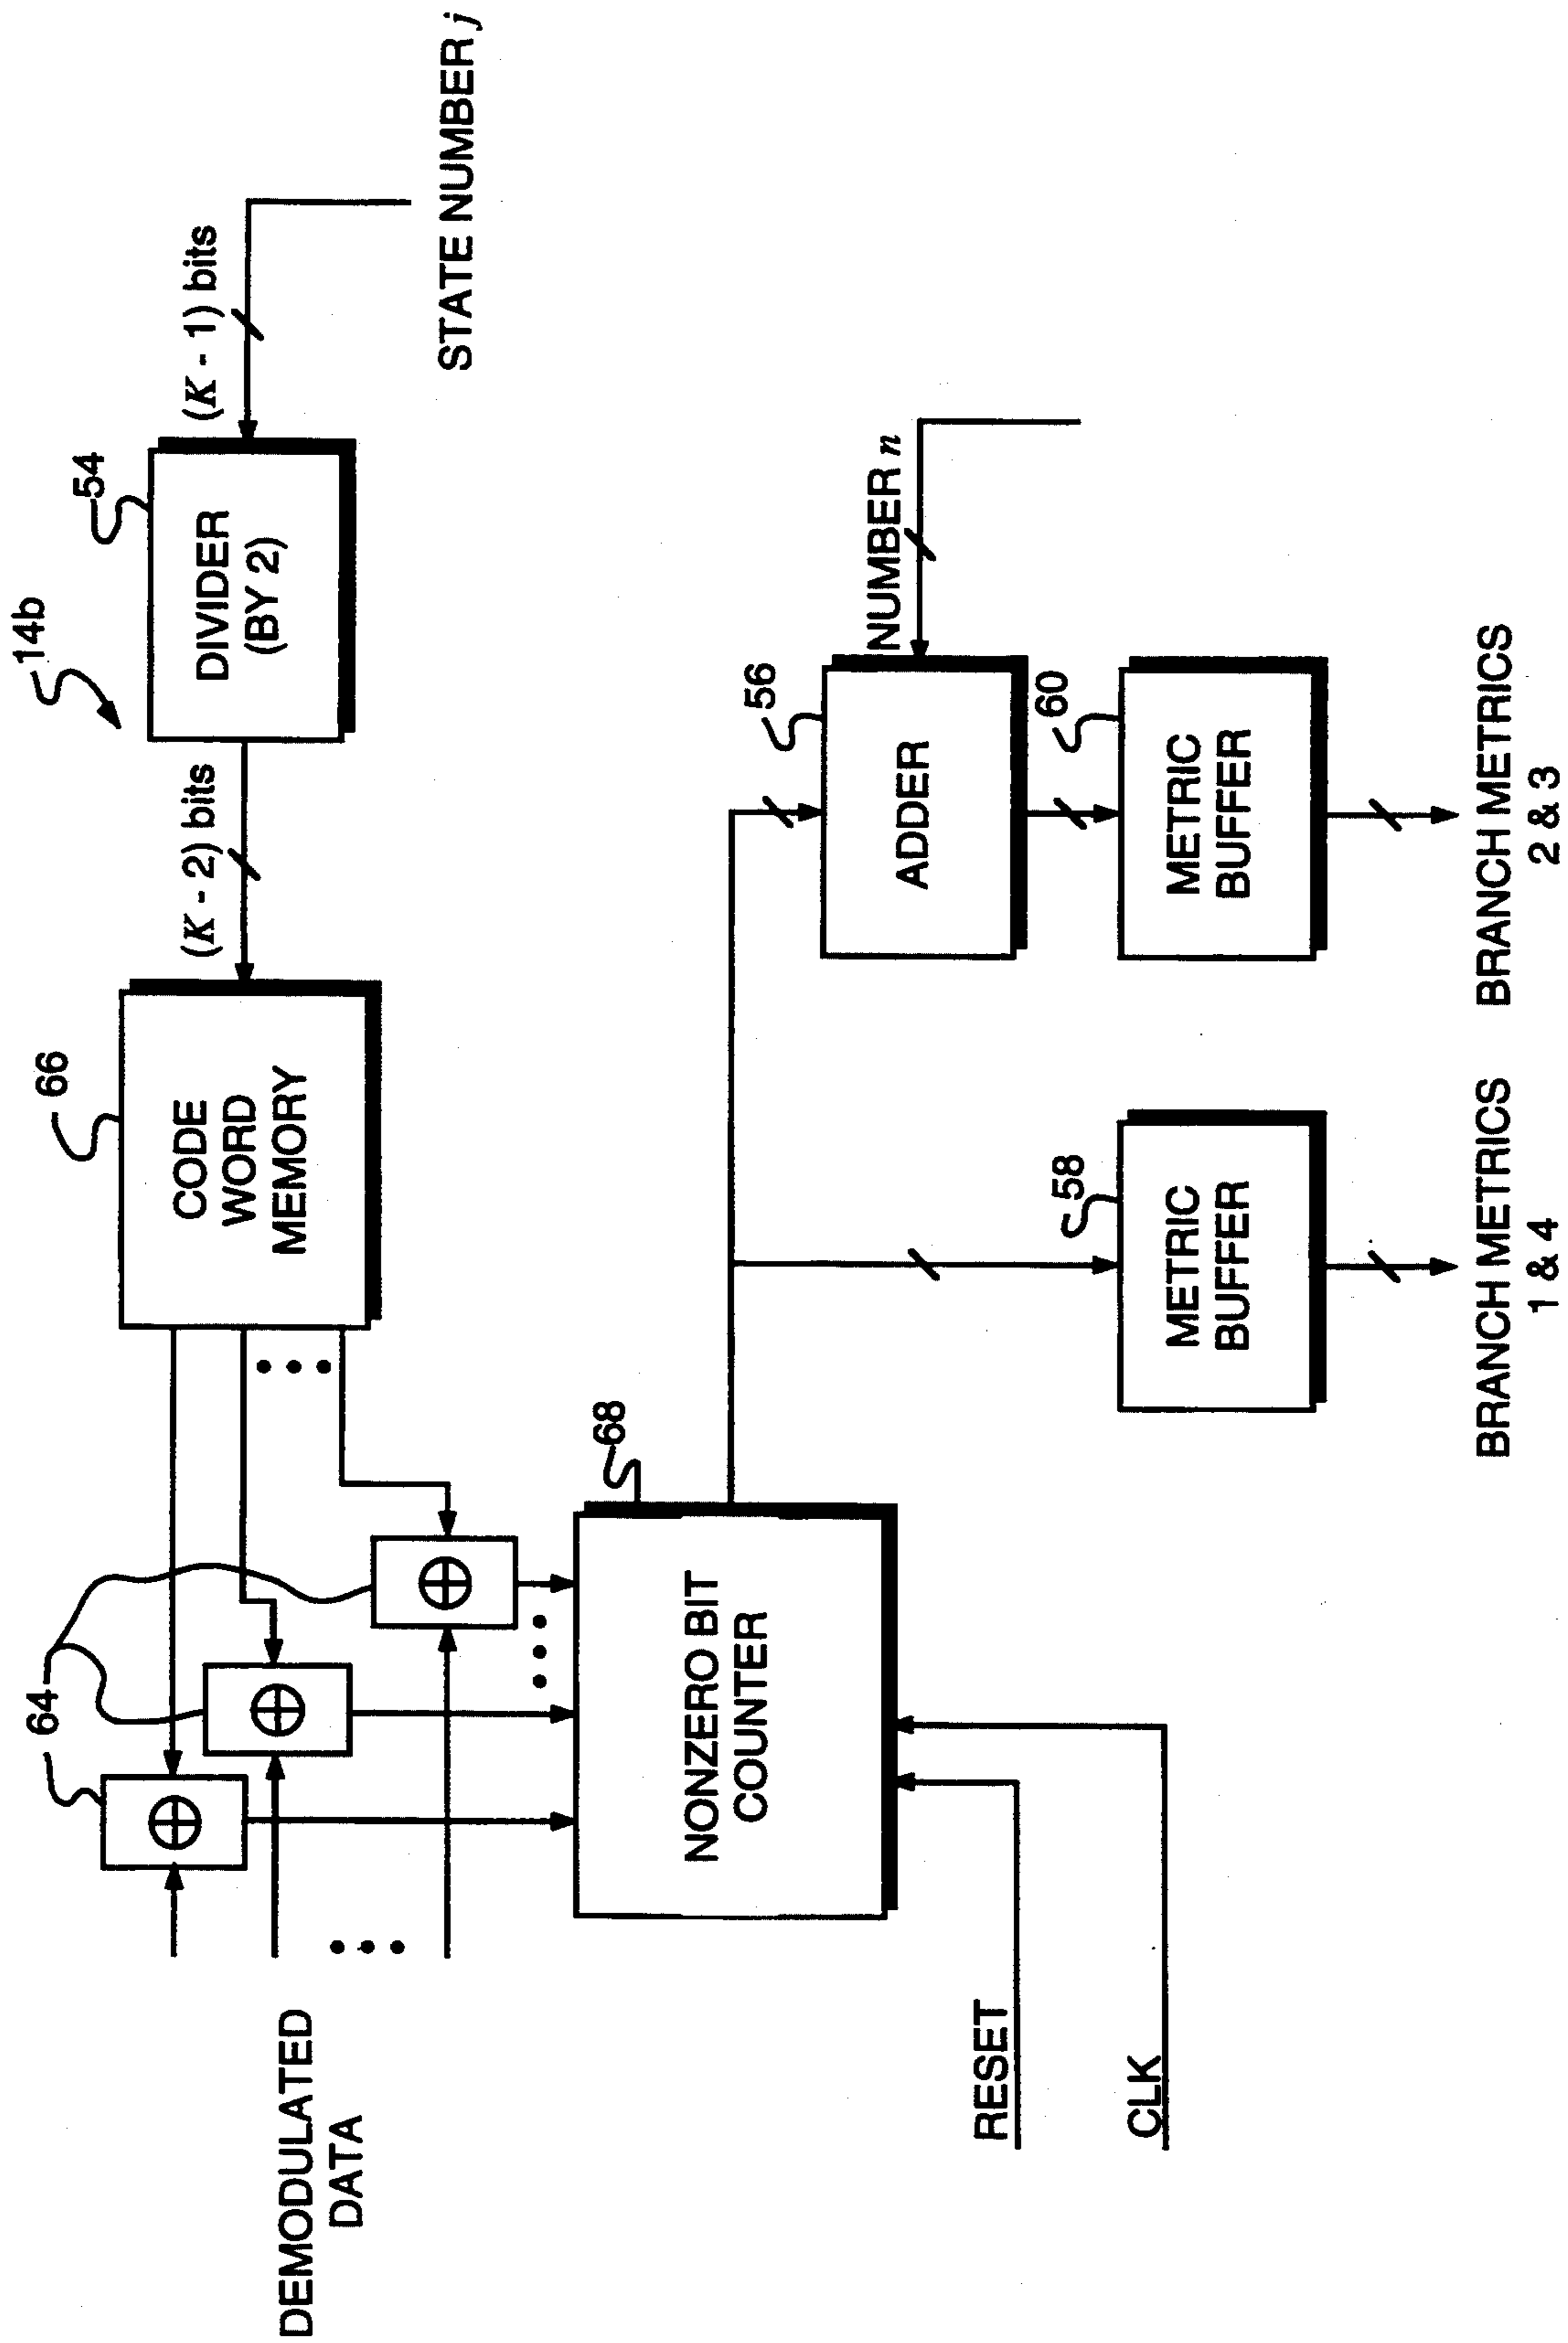 14b
54
DIVIDER
(BY 2)
(K - 1) bits
STATE NUMBER j
(K - 2) bits
66
CODE
WORD
MEMORY
64
DEMODULATED
DATA
68
NONZERO BIT
COUNTER
RESET
CLK
56
ADDER
NUMBER n
60
METRIC
BUFFER
BRANCH METRICS
2 & 3
58
METRIC
BUFFER
BRANCH METRICS
1 & 4